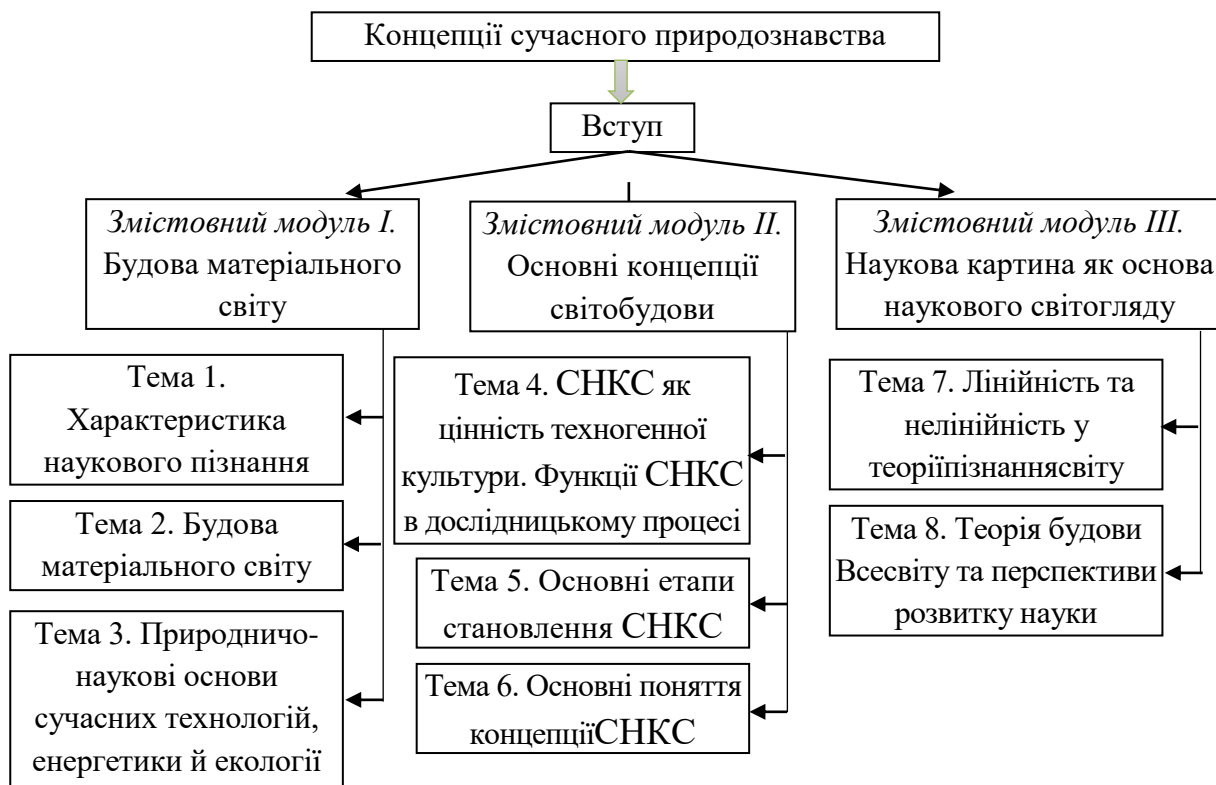 Концепції сучасного природознавства
Вступ
Змістовний модуль І.
Будова матеріального
світу
Змістовний модуль ІІ.
Основні концепції
світобудови
Змістовний модуль ІІІ.
Наукова картина як основа
наукового світогляду
Тема 1.
Характеристика
наукового пізнання
Тема 2. Будова
матеріального світу
Тема 3. Природничо-
наукові основи
сучасних технологій,
енергетики й екології
Тема 4. СНКС як
цінність техногенної
культури. Функції СНКС
в дослідницькому процесі
Тема 5. Основні етапи
становлення СНКС
Тема 6. Основні поняття
концепціїСНКС
Тема 7. Лінійність та
нелінійність у
теоріїпізнаннясвіту
Тема 8. Теорія будови
Всесвіту та перспективи
розвитку науки